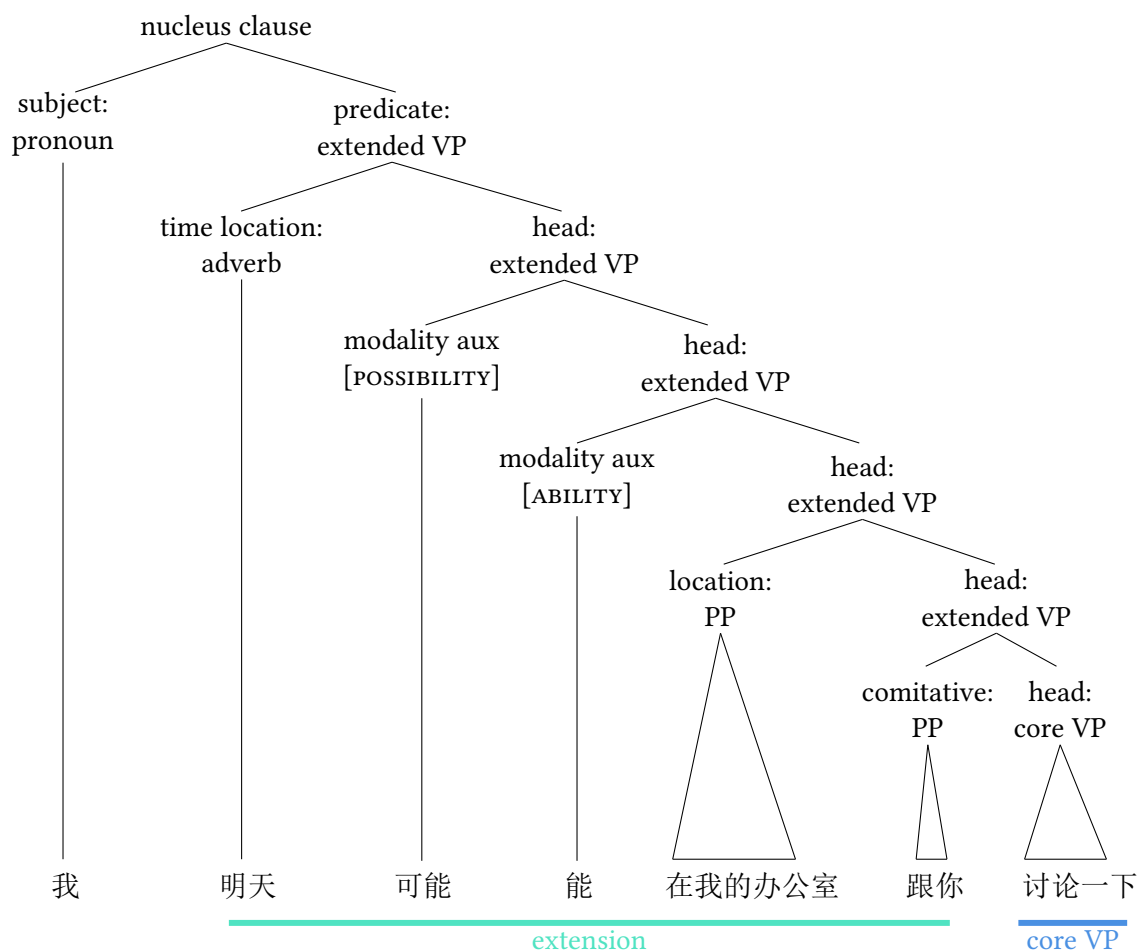 nucleus clause
subject:
pronoun
predicate:
extended VP
time location:
adverb
head:
extended VP
modality aux
[POSSIBILITY]
head:
extended VP
modality aux
[ABILITY]
head:
extended VP
location:
PP
head:
extended VP
comitative:
PP
head:
core VP
我 明天 可能 能 在我的办公室 跟你 讨论一下
extension core VP